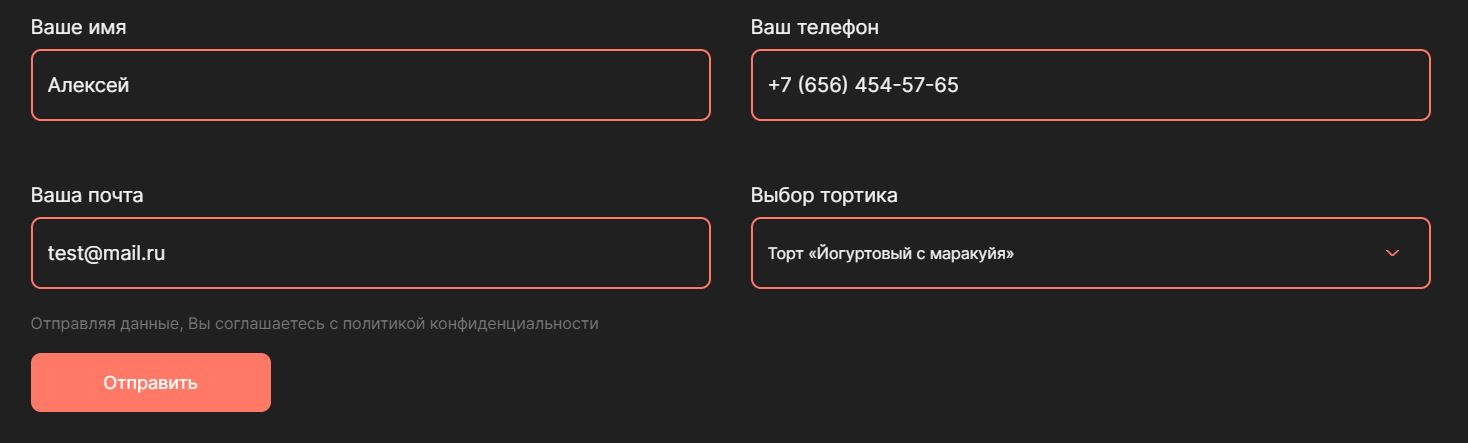 Ваше имя
Алексей
Ваш телефон
+7 (656) 454-57-65
Ваша почта
test@mail.ru
Выбор тортика
Торт «Йогуртовый с маракуйя»
Отправляя данные, Вы соглашаетесь с политикой конфиденциальности
Отправить